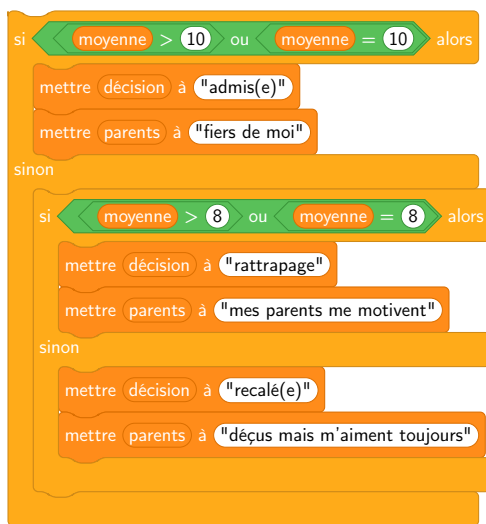 si moyenne > 10 ou moyenne = 10 alors
mettre décision à "admis(e)"
mettre parents à "fiers de moi"
sinon
si moyenne > 8 ou moyenne = 8 alors
mettre décision à "rattrapage"
mettre parents à "mes parents me motivent"
sinon
mettre décision à "recalé(e)"
mettre parents à "déçus mais m'aiment toujours"